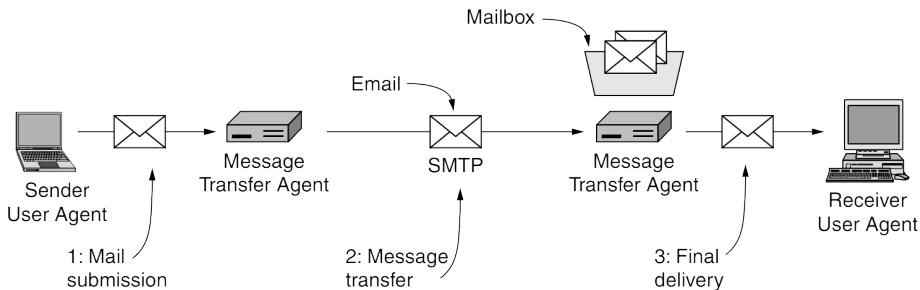 Mailbox
Email
SMTP
Message
Transfer Agent
Message
Transfer Agent
Sender
User Agent
Receiver
User Agent
1: Mail
submission
2: Message
transfer
3: Final
delivery